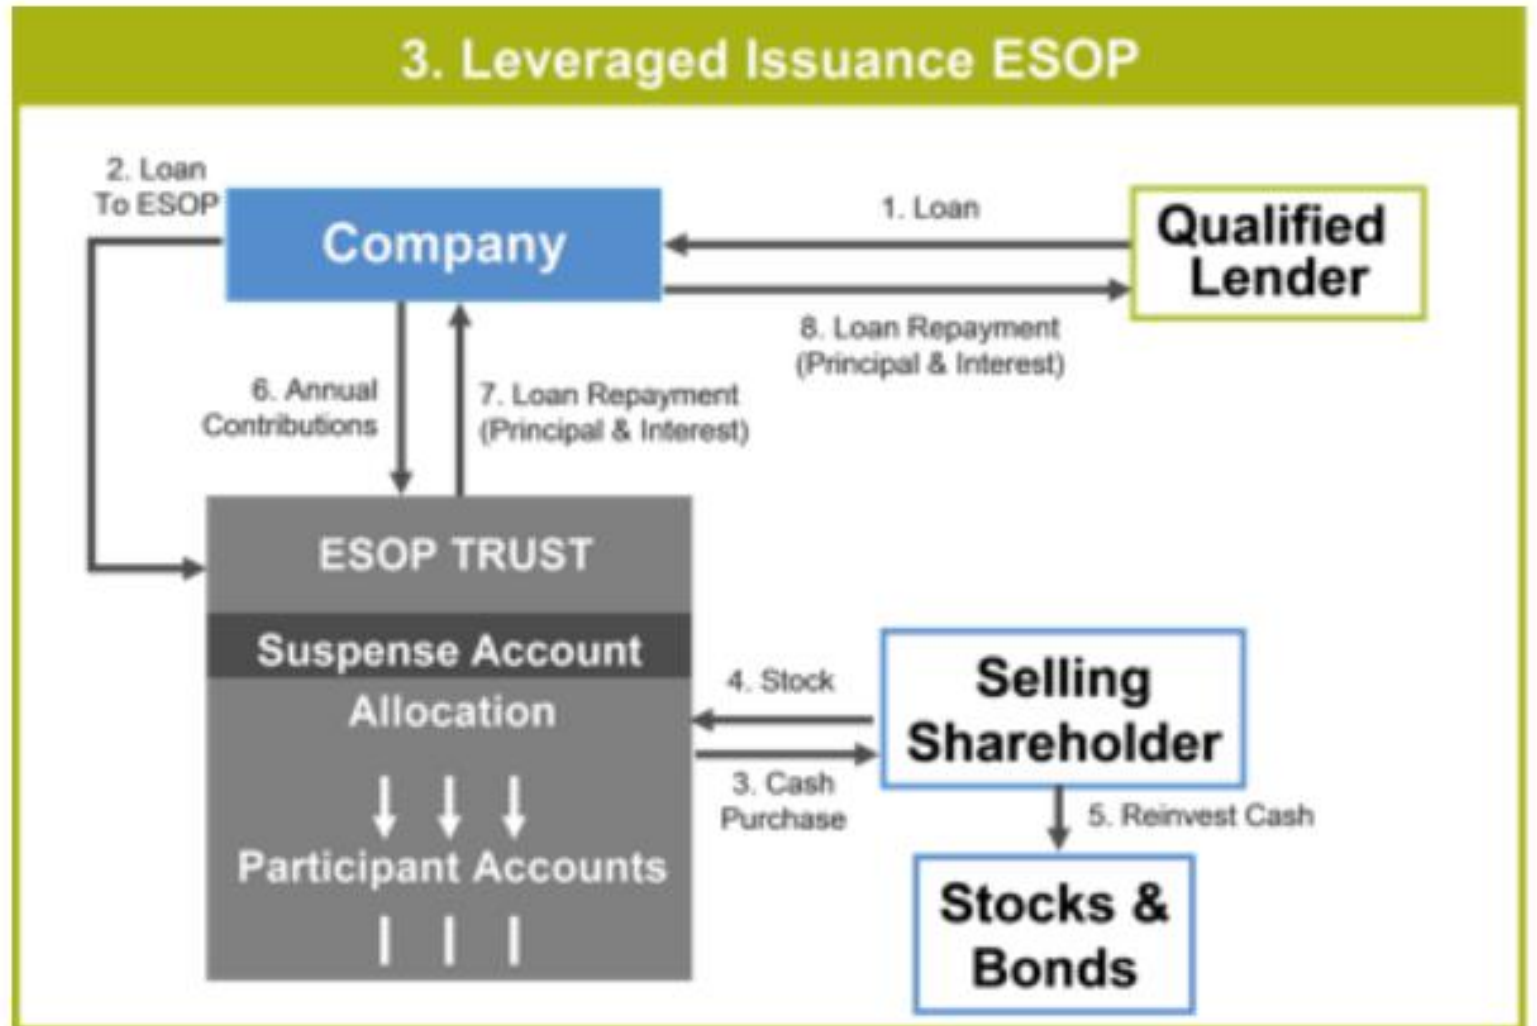 3. Leveraged Issuance ESOP
2. Loan
To ESOP
Company
1. Loan
Qualified
Lender
8. Loan Repayment
(Principal & Interest)
6. Annual
Contributions
7. Loan Repayment
(Principal & Interest)
ESOP TRUST
Suspense Account
Allocation
Participant Accounts
4. Stock
3. Cash
Purchase
Selling
Shareholder
5. Reinvest Cash
Stocks &
Bonds